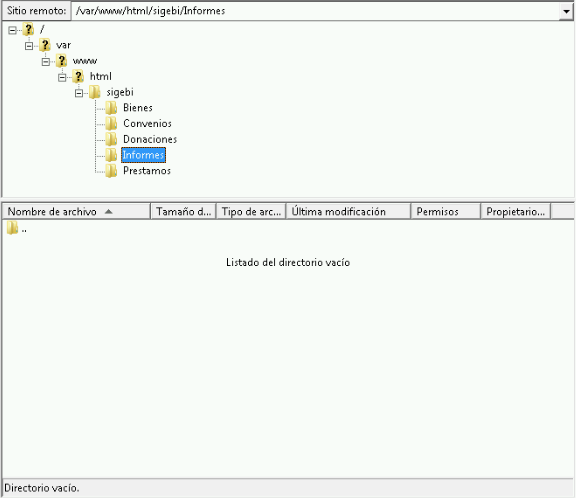 Sitio remoto: /var/www/html/sigebi/Informes
/
var
www
html
sigebi
Bienes
Convenios
Donaciones
Informes
Prestamos
Nombre de archivo Tamaño d... Tipo de arc... Última modificación Permisos Propietario...
..
Listado del directorio vacío
Directorio vacío.